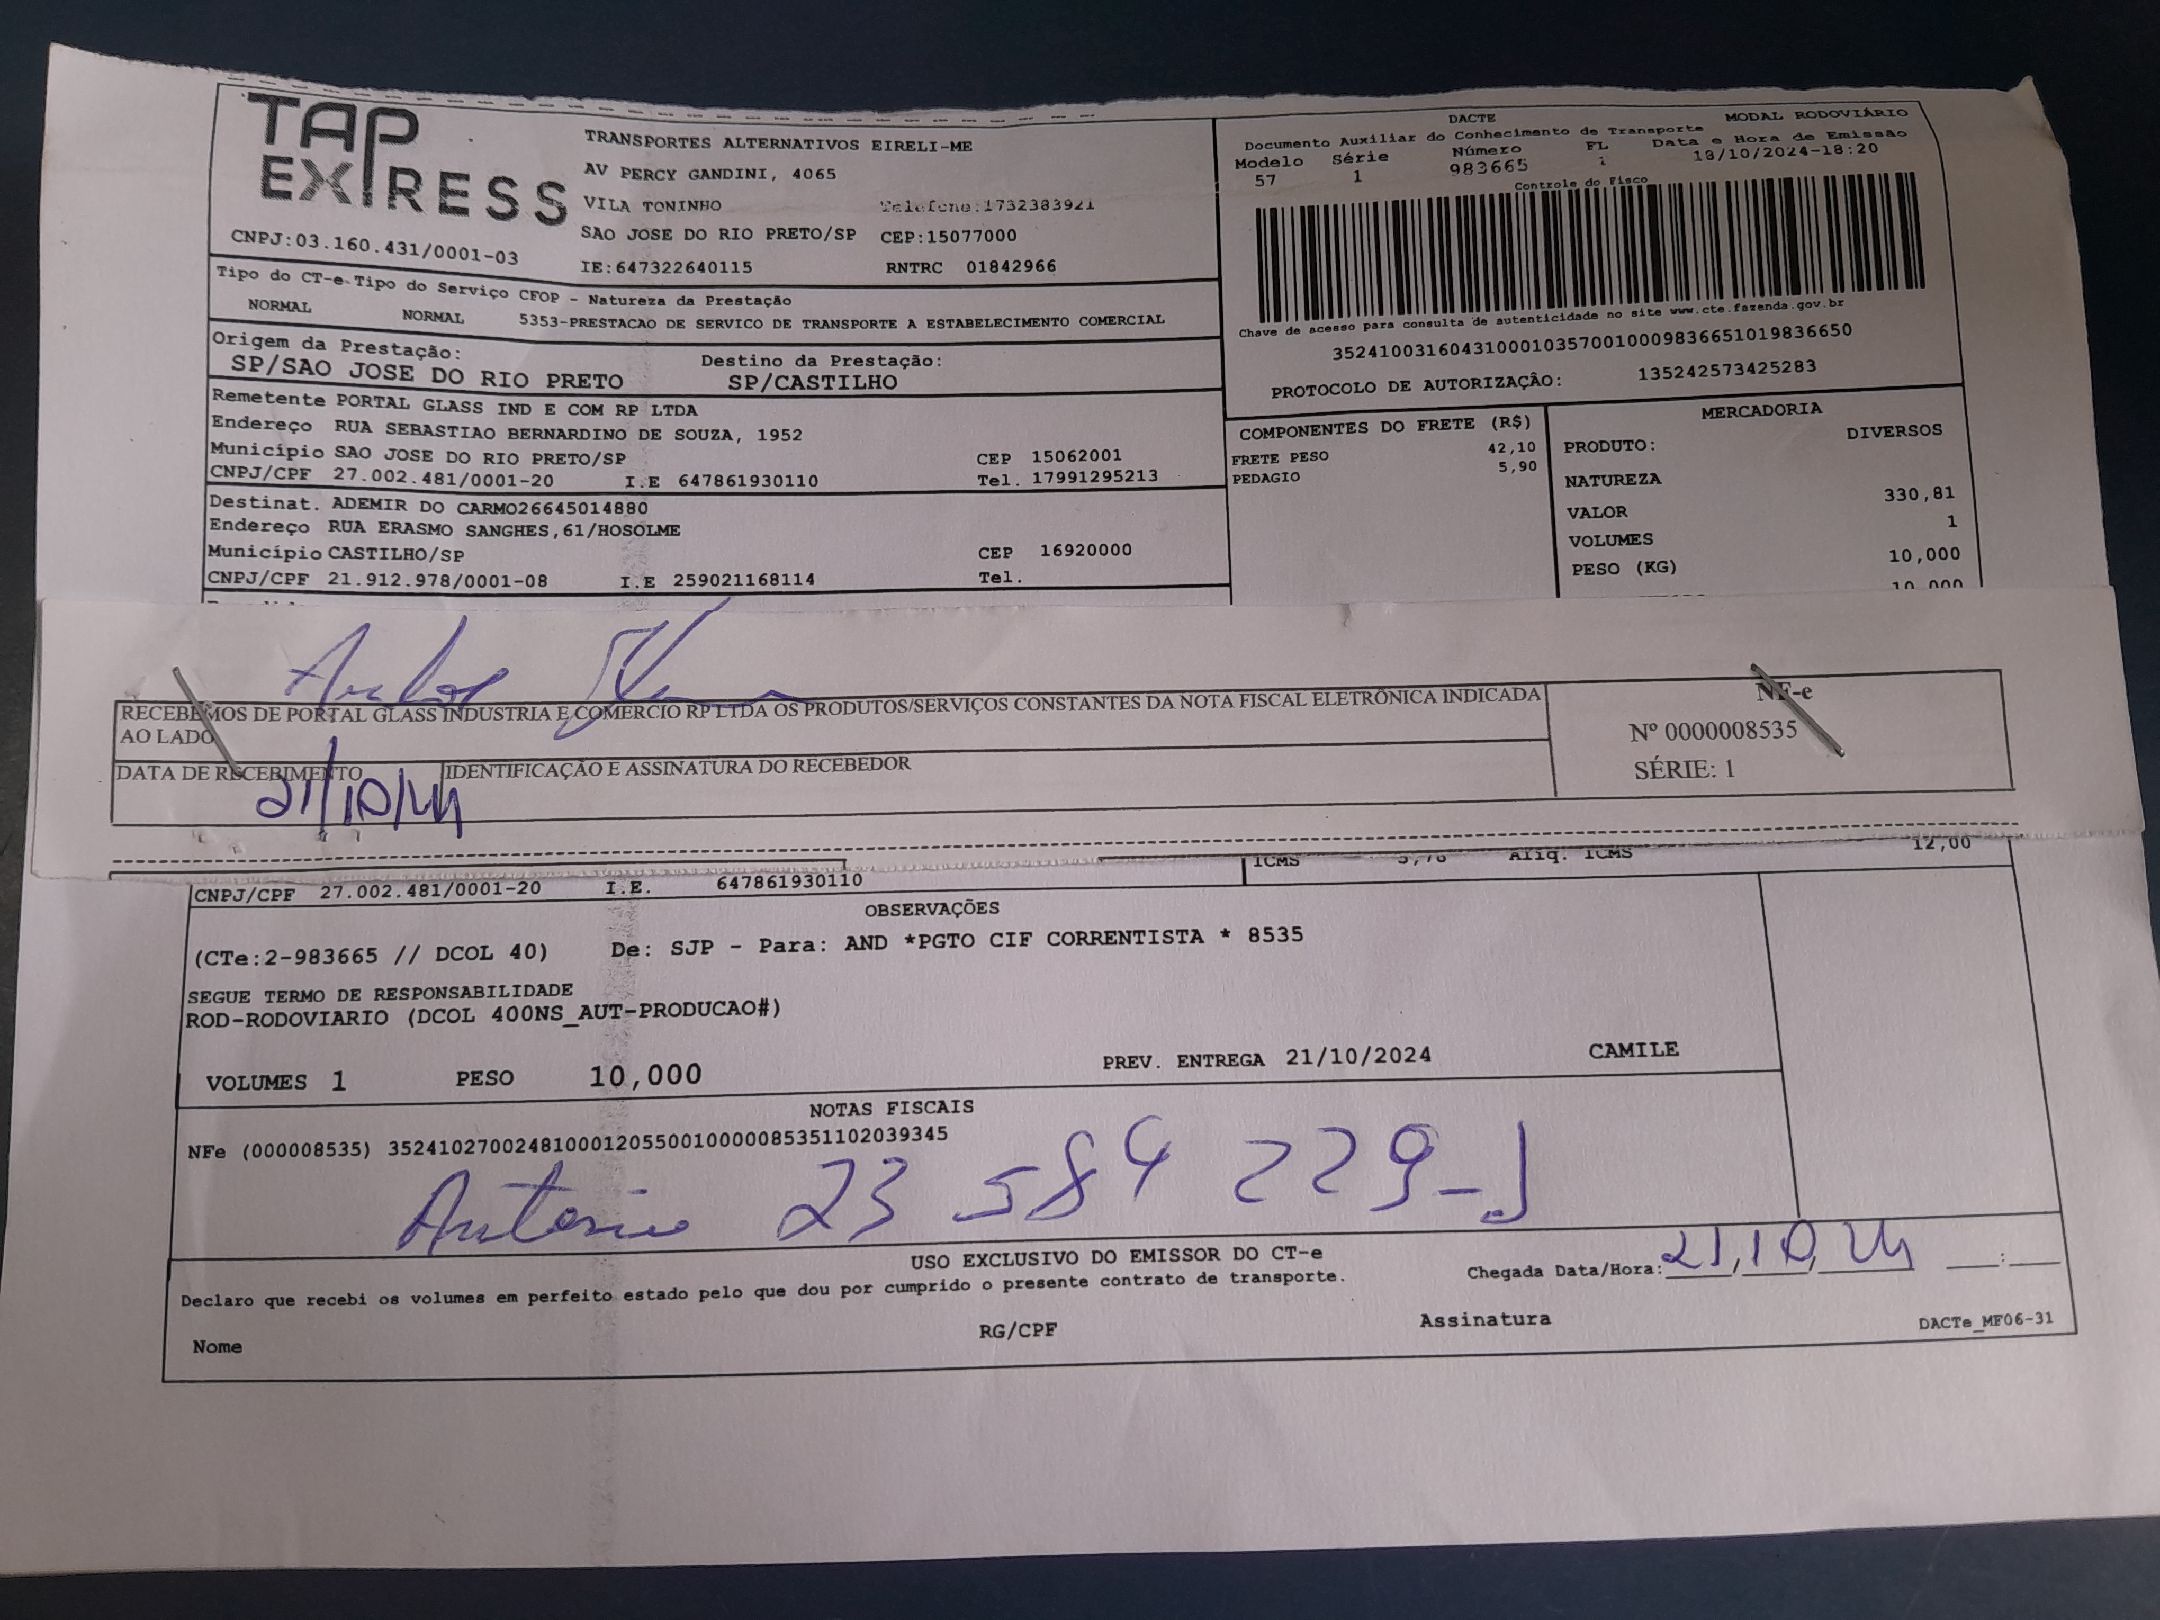 TAP
EXPRESS
CNPJ:03.160.431/0001-03
TRANSPORTES ALTERNATIVOS EIRELI-ME
AV PERCY GANDINI, 4065
VILA TONINHO Telefone:1732383921
SAO JOSE DO RIO PRETO/SP CEP:15077000
IE:647322640115 RNTRC 01842966
DACTE MODAL RODOVIÁRIO
Documento Auxiliar do Conhecimento de Transporte
Modelo Série Número FL Data e Hora de Emissão
57 1 983665 1 18/10/2024-18:20
Controle do Fisco
Chave de acesso para consulta de autenticidade no site www.cte.fazenda.gov.br
35241003160431000103570010009836651019836650
PROTOCOLO DE AUTORIZAÇÃO: 135242573425283
Tipo do CT-e Tipo do Serviço CFOP - Natureza da Prestação
NORMAL NORMAL 5353-PRESTACAO DE SERVICO DE TRANSPORTE A ESTABELECIMENTO COMERCIAL
Origem da Prestação: Destino da Prestação:
SP/SAO JOSE DO RIO PRETO SP/CASTILHO
Remetente PORTAL GLASS IND E COM RP LTDA
Endereço RUA SEBASTIAO BERNARDINO DE SOUZA, 1952
Município SAO JOSE DO RIO PRETO/SP CEP 15062001
CNPJ/CPF 27.002.481/0001-20 I.E 647861930110 Tel. 17991295213
Destinat. ADEMIR DO CARMO26645014880
Endereço RUA ERASMO SANGHES,61/HOSOLME
Município CASTILHO/SP CEP 16920000
CNPJ/CPF 21.912.978/0001-08 I.E 259021168114 Tel.
COMPONENTES DO FRETE (R$)
FRETE PESO 42,10
PEDAGIO 5,90
MERCADORIA
PRODUTO: DIVERSOS
NATUREZA
VALOR 330,81
VOLUMES 1
PESO (KG) 10,000
10,000
RECEBEMOS DE PORTAL GLASS INDUSTRIA E COMERCIO RP LTDA OS PRODUTOS/SERVIÇOS CONSTANTES DA NOTA FISCAL ELETRÔNICA INDICADA
AO LADO
DATA DE RECEBIMENTO IDENTIFICAÇÃO E ASSINATURA DO RECEBEDOR
21/10/24
NF-e
Nº 0000008535
SÉRIE: 1
ICMS 5,76 Aliq. ICMS 12,00
CNPJ/CPF 27.002.481/0001-20 I.E. 647861930110
OBSERVAÇÕES
(CTe:2-983665 // DCOL 40) De: SJP - Para: AND *PGTO CIF CORRENTISTA * 8535
SEGUE TERMO DE RESPONSABILIDADE
ROD-RODOVIARIO (DCOL 400NS_AUT-PRODUCAO#)
VOLUMES 1 PESO 10,000 PREV. ENTREGA 21/10/2024 CAMILE
NOTAS FISCAIS
NFe (000008535) 35241027002481000120550010000085351102039345
Antonio 23 584 229-J
USO EXCLUSIVO DO EMISSOR DO CT-e
Declaro que recebi os volumes em perfeito estado pelo que dou por cumprido o presente contrato de transporte.
Chegada Data/Hora: 21/10/24 __:__
Nome RG/CPF Assinatura DACTe_MF06-31